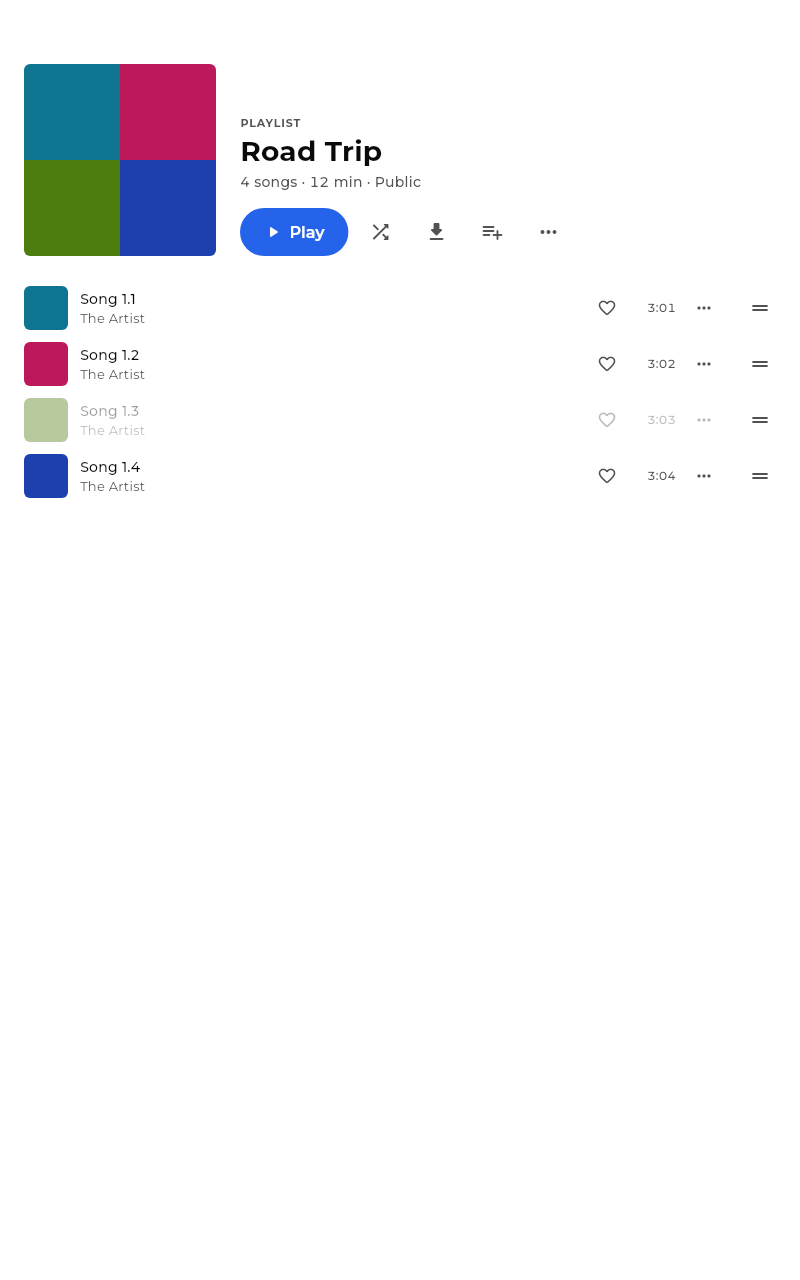 PLAYLIST
Road Trip
4 songs · 12 min · Public
Play
Song 1.1
The Artist
3:01
Song 1.2
The Artist
3:02
Song 1.3
The Artist
3:03
Song 1.4
The Artist
3:04